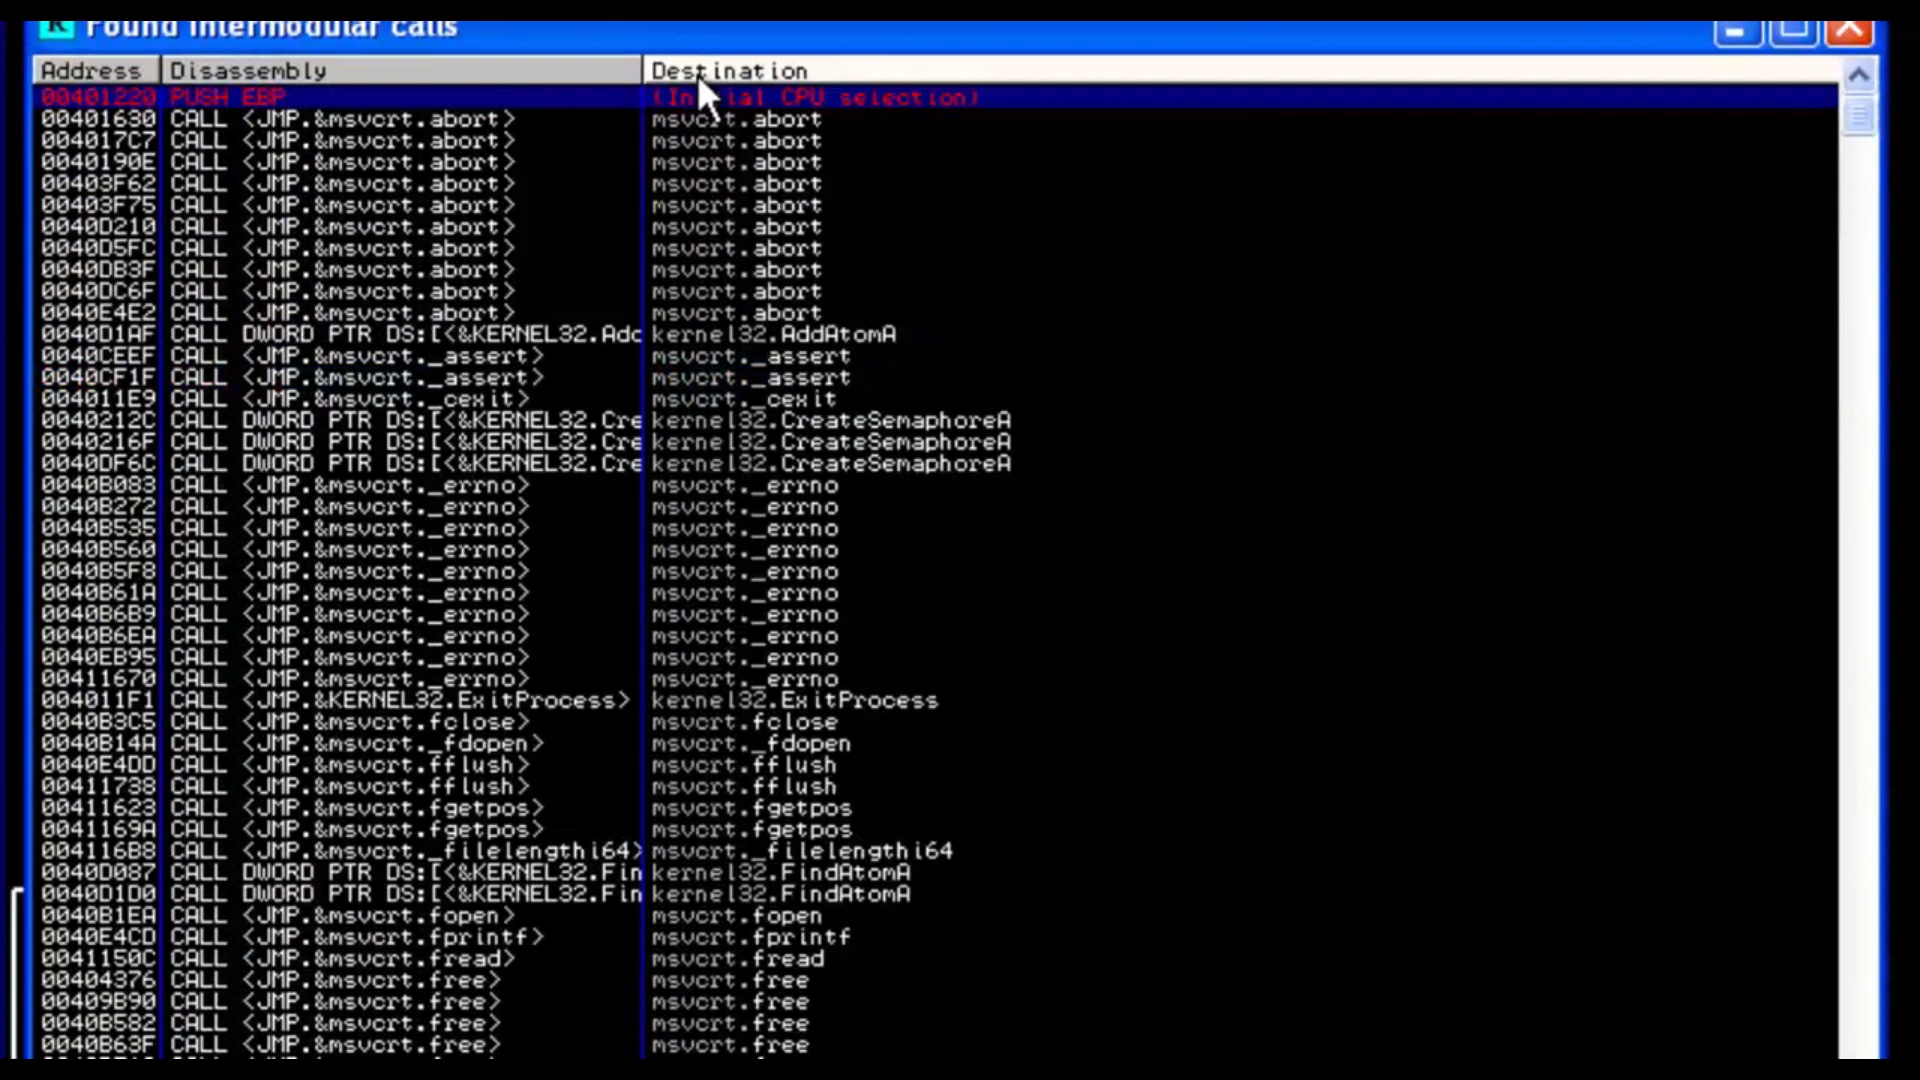 Found intermodular calls
Address Disassembly Destination
00401220 PUSH EBP (Initial CPU selection)
00401630 CALL <JMP.&msvcrt.abort> msvcrt.abort
004017C7 CALL <JMP.&msvcrt.abort> msvcrt.abort
0040190E CALL <JMP.&msvcrt.abort> msvcrt.abort
00403F62 CALL <JMP.&msvcrt.abort> msvcrt.abort
00403F75 CALL <JMP.&msvcrt.abort> msvcrt.abort
0040D210 CALL <JMP.&msvcrt.abort> msvcrt.abort
0040D5FC CALL <JMP.&msvcrt.abort> msvcrt.abort
0040DB3F CALL <JMP.&msvcrt.abort> msvcrt.abort
0040DC6F CALL <JMP.&msvcrt.abort> msvcrt.abort
0040E4E2 CALL <JMP.&msvcrt.abort> msvcrt.abort
0040D1AF CALL DWORD PTR DS:[<&KERNEL32.Adc kernel32.AddAtomA
0040CEEF CALL <JMP.&msvcrt._assert> msvcrt._assert
0040CF1F CALL <JMP.&msvcrt._assert> msvcrt._assert
004011E9 CALL <JMP.&msvcrt._cexit> msvcrt._cexit
0040212C CALL DWORD PTR DS:[<&KERNEL32.Cre kernel32.CreateSemaphoreA
0040216F CALL DWORD PTR DS:[<&KERNEL32.Cre kernel32.CreateSemaphoreA
0040DF6C CALL DWORD PTR DS:[<&KERNEL32.Cre kernel32.CreateSemaphoreA
0040B083 CALL <JMP.&msvcrt._errno> msvcrt._errno
0040B272 CALL <JMP.&msvcrt._errno> msvcrt._errno
0040B535 CALL <JMP.&msvcrt._errno> msvcrt._errno
0040B560 CALL <JMP.&msvcrt._errno> msvcrt._errno
0040B5F8 CALL <JMP.&msvcrt._errno> msvcrt._errno
0040B61A CALL <JMP.&msvcrt._errno> msvcrt._errno
0040B6B9 CALL <JMP.&msvcrt._errno> msvcrt._errno
0040B6EA CALL <JMP.&msvcrt._errno> msvcrt._errno
0040EB95 CALL <JMP.&msvcrt._errno> msvcrt._errno
00411670 CALL <JMP.&msvcrt._errno> msvcrt._errno
004011F1 CALL <JMP.&KERNEL32.ExitProcess> kernel32.ExitProcess
0040B3C5 CALL <JMP.&msvcrt.fclose> msvcrt.fclose
0040B14A CALL <JMP.&msvcrt._fdopen> msvcrt._fdopen
0040E4DD CALL <JMP.&msvcrt.fflush> msvcrt.fflush
00411738 CALL <JMP.&msvcrt.fflush> msvcrt.fflush
00411623 CALL <JMP.&msvcrt.fgetpos> msvcrt.fgetpos
0041169A CALL <JMP.&msvcrt.fgetpos> msvcrt.fgetpos
004116B8 CALL <JMP.&msvcrt._filelengthi64> msvcrt._filelengthi64
0040D087 CALL DWORD PTR DS:[<&KERNEL32.Fin kernel32.FindAtomA
0040D1D0 CALL DWORD PTR DS:[<&KERNEL32.Fin kernel32.FindAtomA
0040B1EA CALL <JMP.&msvcrt.fopen> msvcrt.fopen
0040E4CD CALL <JMP.&msvcrt.fprintf> msvcrt.fprintf
0041150C CALL <JMP.&msvcrt.fread> msvcrt.fread
00404376 CALL <JMP.&msvcrt.free> msvcrt.free
00409B90 CALL <JMP.&msvcrt.free> msvcrt.free
0040B582 CALL <JMP.&msvcrt.free> msvcrt.free
0040B63F CALL <JMP.&msvcrt.free> msvcrt.free